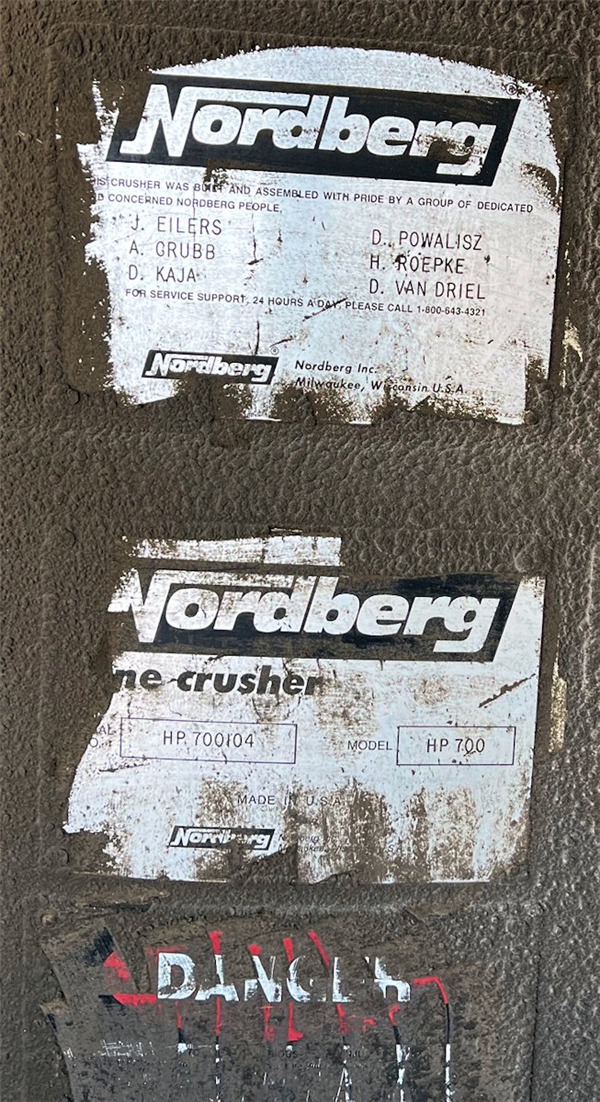 Nordberg
IS CRUSHER WAS BUILT AND ASSEMBLED WITH PRIDE BY A GROUP OF DEDICATED
D CONCERNED NORDBERG PEOPLE.
J. EILERS
A. GRUBB
D. KAJA
D. POWALISZ
H. ROEPKE
D. VAN DRIEL
FOR SERVICE SUPPORT, 24 HOURS A DAY, PLEASE CALL 1-800-643-4321
Nordberg® Nordberg Inc.
Milwaukee, Wisconsin U.S.A.
Nordberg
ne crusher
HP 700104 MODEL HP 700
MADE IN U.S.A.
Nordberg
DANGER